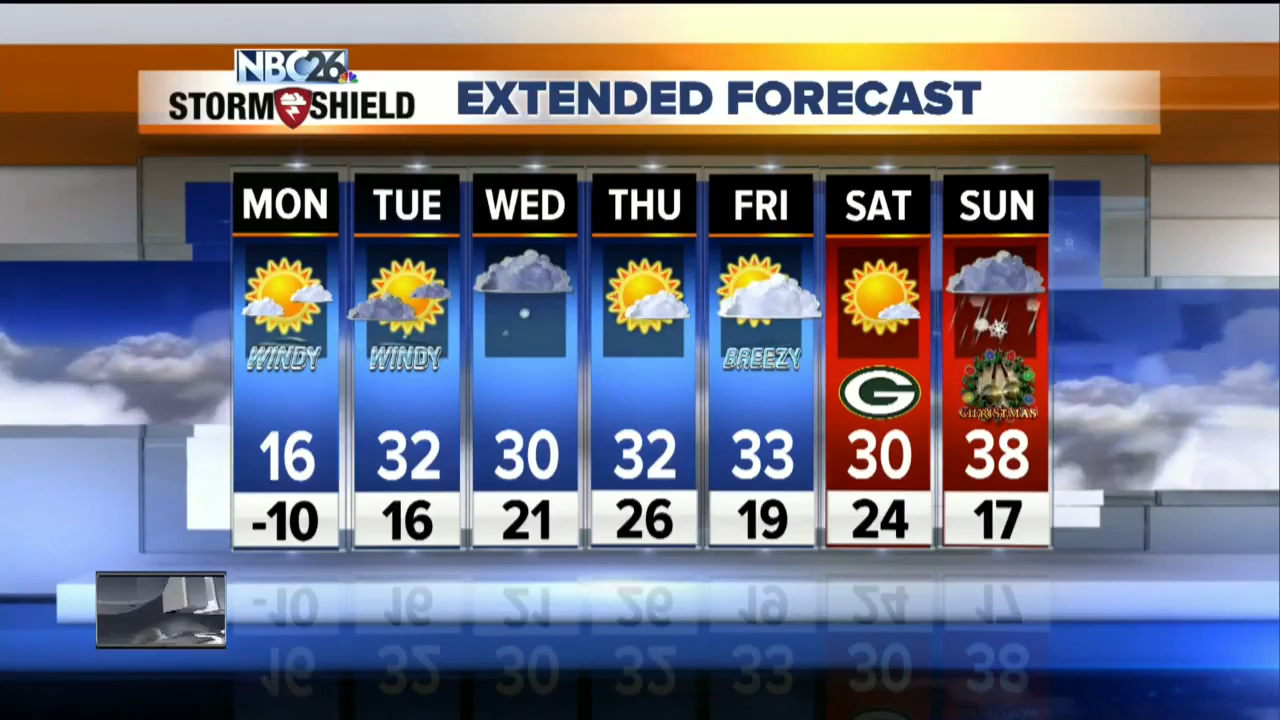 NBC26
STORM SHIELD
EXTENDED FORECAST
MON TUE WED THU FRI SAT SUN
WINDY WINDY BREEZY
G
CHRISTMAS
16 32 30 32 33 30 38
-10 16 21 26 19 24 17